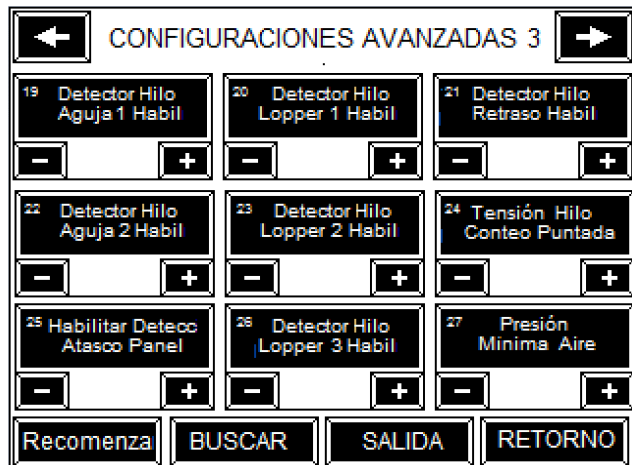 CONFIGURACIONES AVANZADAS 3
19 Detector Hilo
Aguja 1 Habil
20 Detector Hilo
Lopper 1 Habil
21 Detector Hilo
Retraso Habil
- +
- +
- +
22 Detector Hilo
Aguja 2 Habil
23 Detector Hilo
Lopper 2 Habil
24 Tensión Hilo
Conteo Puntada
- +
- +
- +
25 Habilitar Detecc
Atasco Panel
26 Detector Hilo
Lopper 3 Habil
27 Presión
Minima Aire
- +
- +
- +
Recomenza
BUSCAR
SALIDA
RETORNO